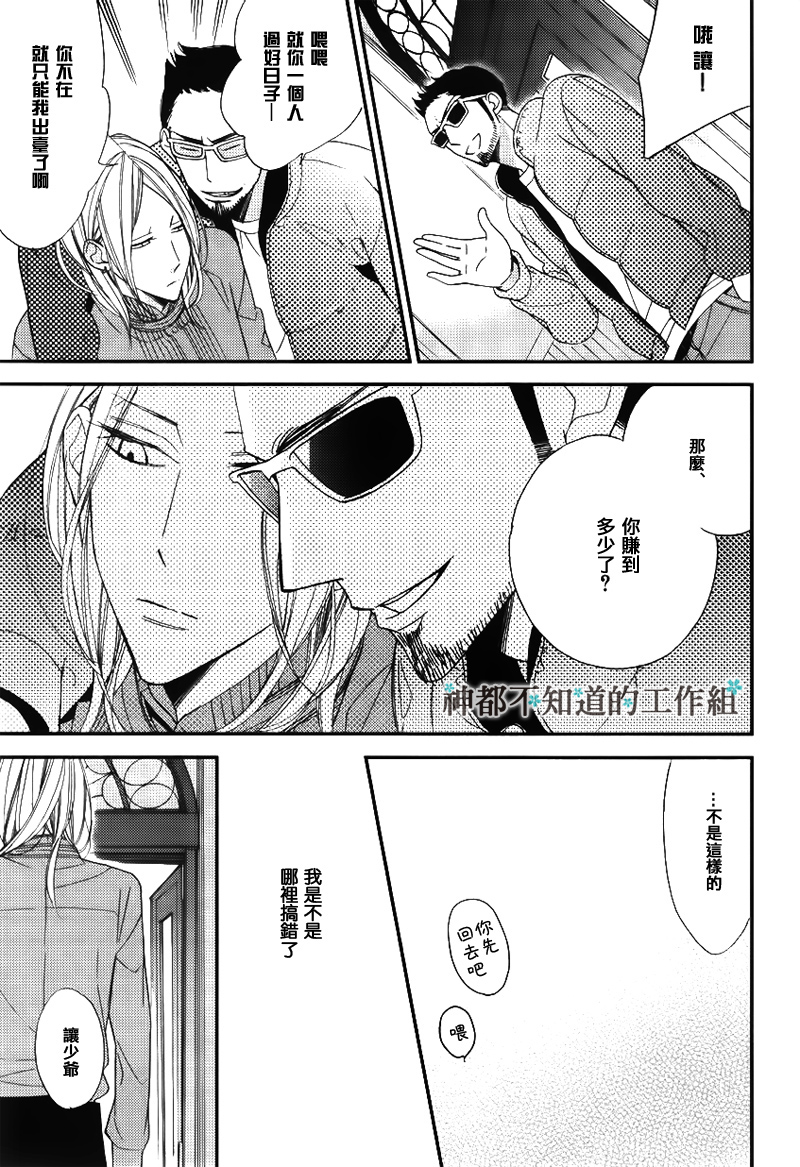 哦讓！
喂喂
就你一個人
過好日子─
你不在
就只能我出臺了啊
那麼、
你賺到
多少了？
神都不知道的工作組
…不是這樣的
你先
回去吧
喂
我是不是
哪裡搞錯了
讓少爺